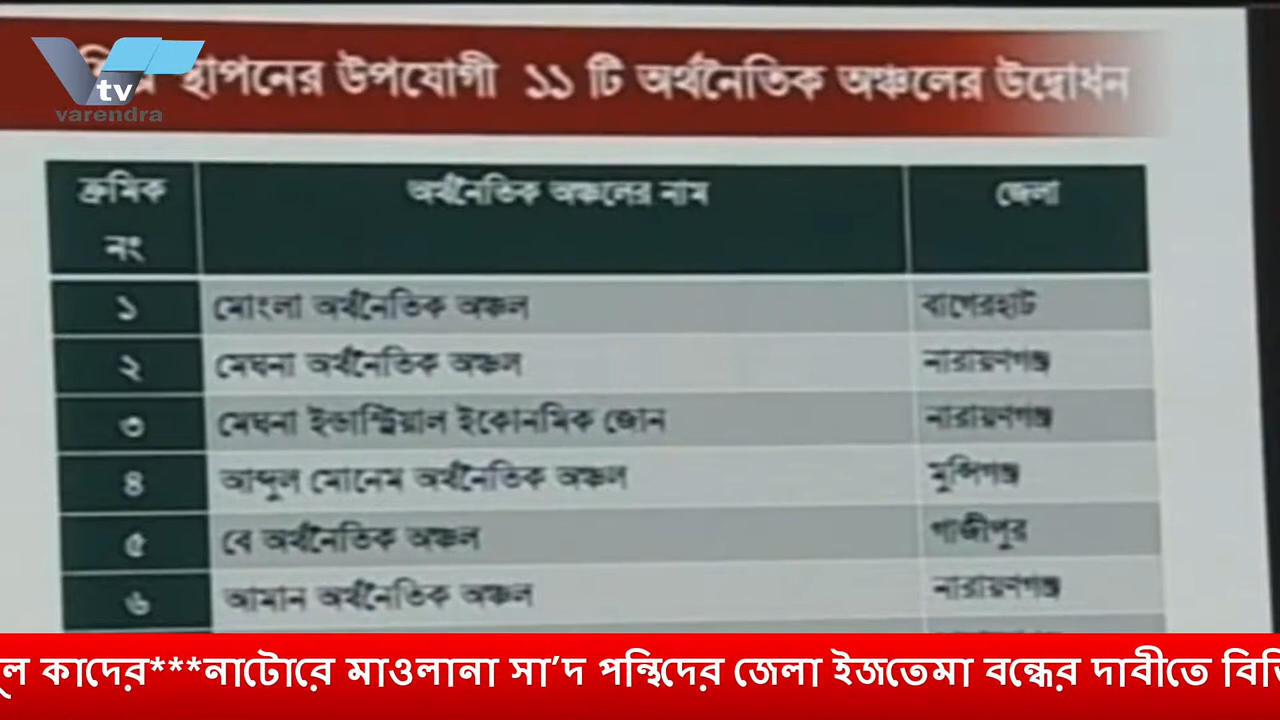 স্থাপনের উপযোগী ১১ টি অর্থনৈতিক অঞ্চলের উদ্বোধন
tv
varendra
ক্রমিক নং অর্থনৈতিক অঞ্চলের নাম জেলা
১ মোংলা অর্থনৈতিক অঞ্চল বাগেরহাট
২ মেঘনা অর্থনৈতিক অঞ্চল নারায়ণগঞ্জ
৩ মেঘনা ইন্ডাস্ট্রিয়াল ইকোনমিক জোন নারায়ণগঞ্জ
৪ আব্দুল মোনেম অর্থনৈতিক অঞ্চল মুন্সিগঞ্জ
৫ বে অর্থনৈতিক অঞ্চল গাজীপুর
৬ আমান অর্থনৈতিক অঞ্চল নারায়ণগঞ্জ
কাদের***নাটোরে মাওলানা সা’দ পন্থিদের জেলা ইজতেমা বন্ধের দাবীতে